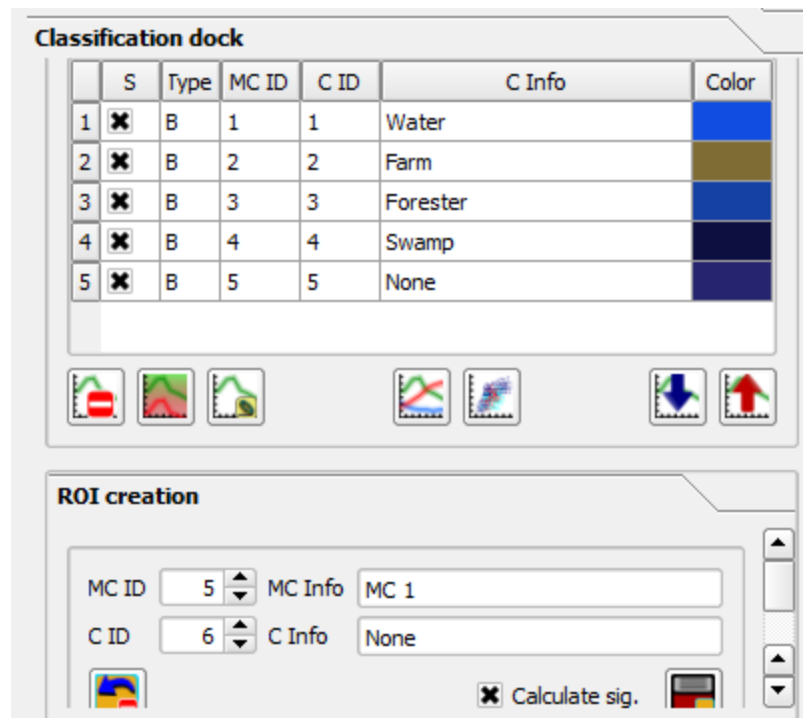 Classification dock
S Type MC ID C ID C Info Color
1 B 1 1 Water
2 B 2 2 Farm
3 B 3 3 Forester
4 B 4 4 Swamp
5 B 5 5 None
ROI creation
MC ID 5 MC Info MC 1
C ID 6 C Info None
Calculate sig.